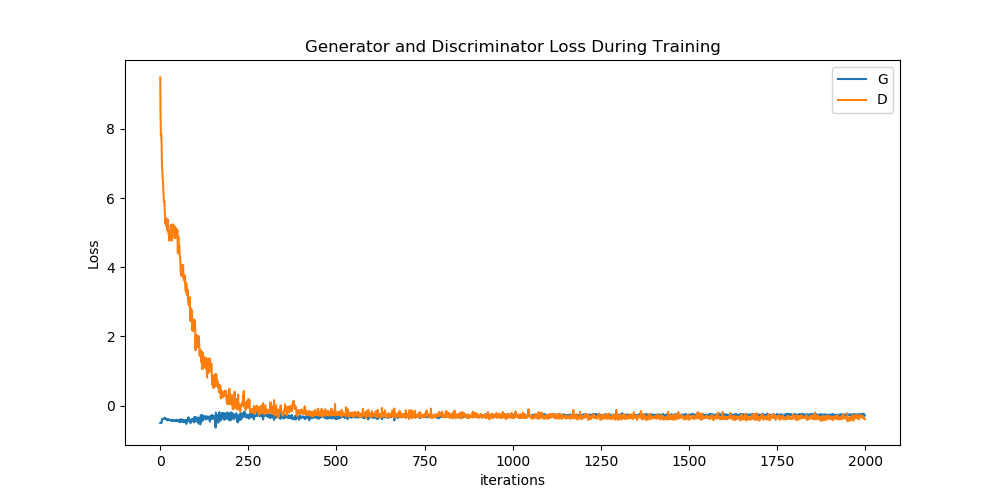 Generator and Discriminator Loss During Training
G
D
8
6
4
2
0
Loss
0 250 500 750 1000 1250 1500 1750 2000
iterations